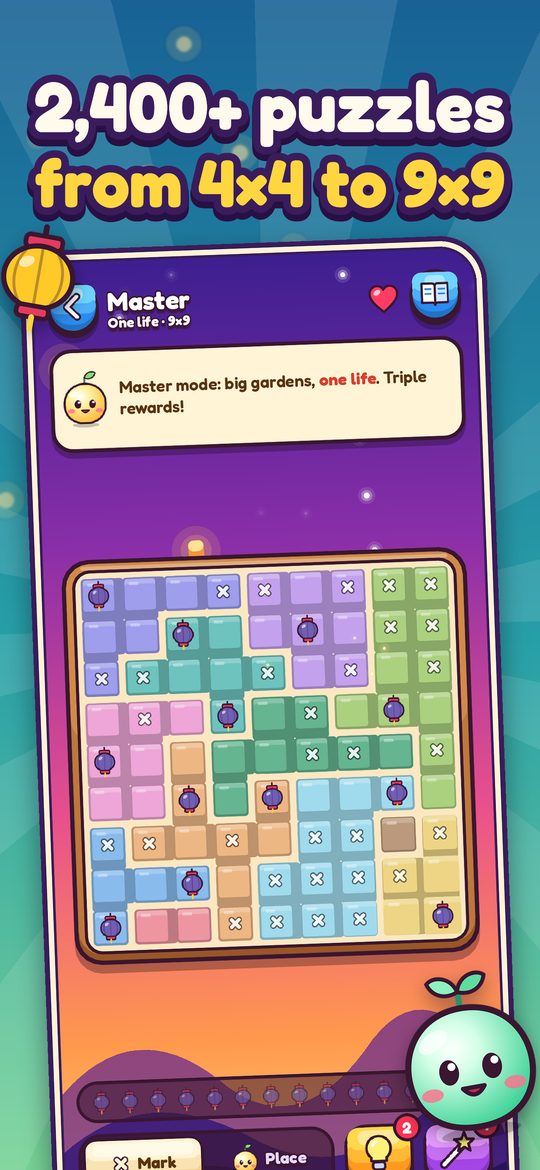 2,400+ puzzles
from 4x4 to 9x9
Master
One life · 9x9
Master mode: big gardens, one life. Triple
rewards!
2
Mark
Place